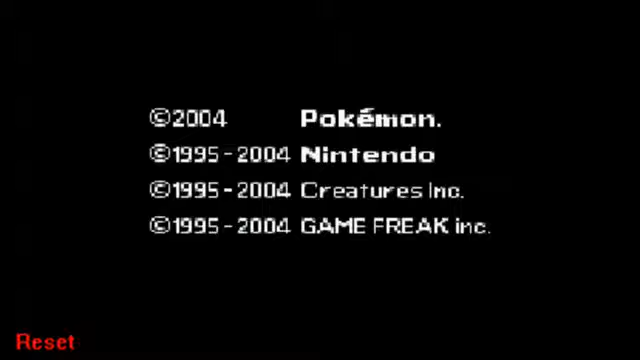 ©2004 Pokémon.
©1995-2004 Nintendo
©1995-2004 Creatures Inc.
©1995-2004 GAME FREAK inc.
Reset